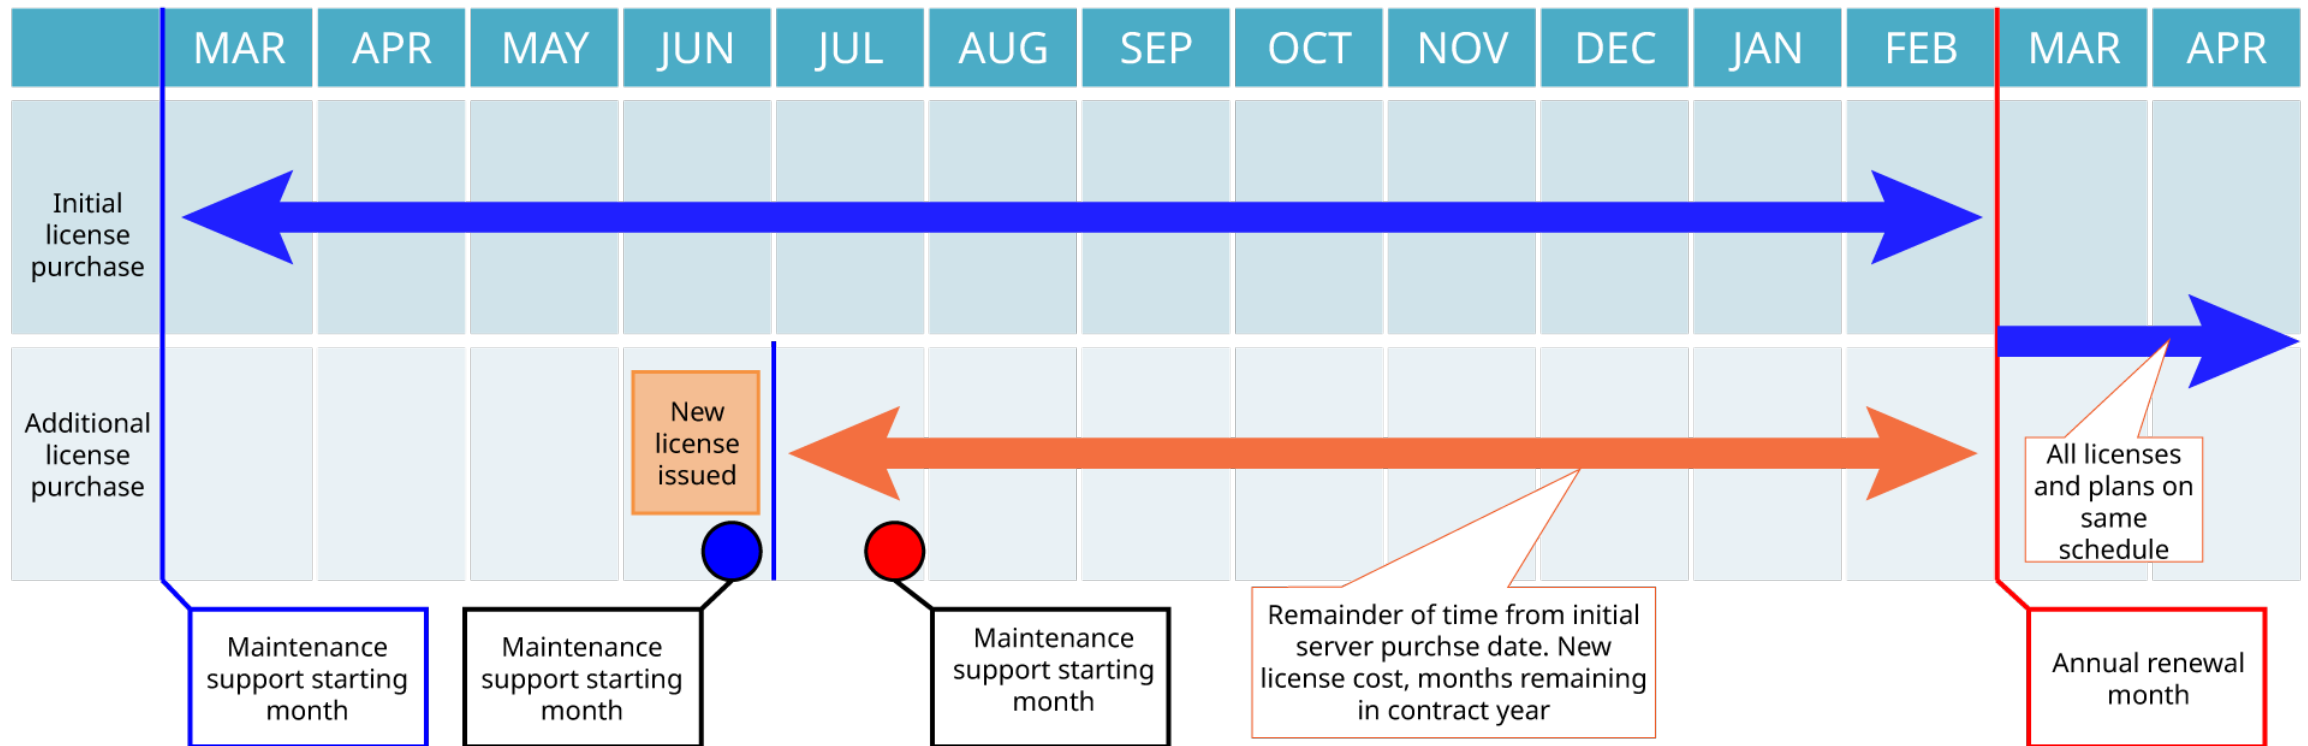 MAR APR MAY JUN JUL AUG SEP OCT NOV DEC JAN FEB MAR APR
Initial
license
purchase
Additional
license
purchase
New
license
issued
All licenses
and plans on
same
schedule
Maintenance
support starting
month
Maintenance
support starting
month
Maintenance
support starting
month
Remainder of time from initial
server purchse date. New
license cost, months remaining
in contract year
Annual renewal
month